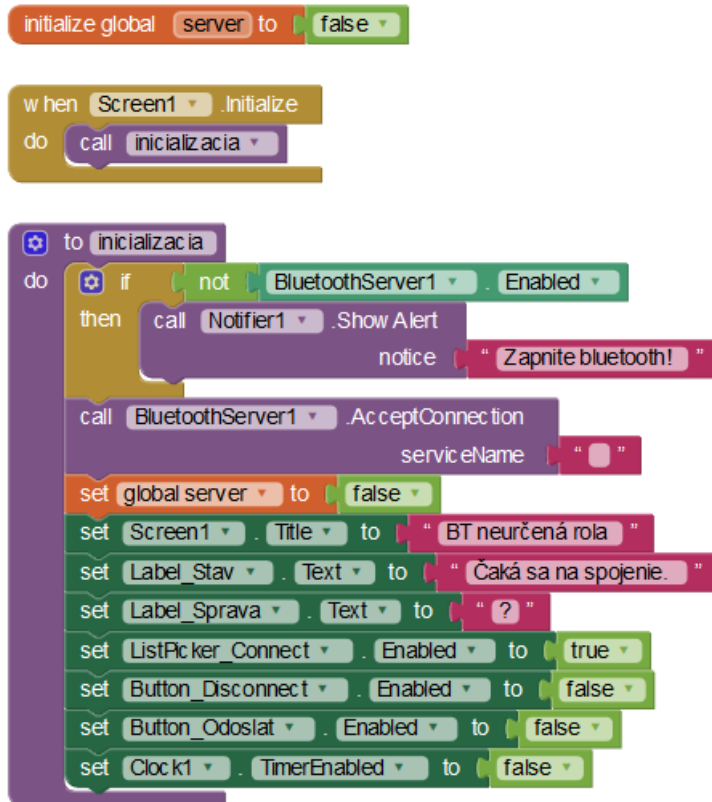 initialize global server to false
when Screen1 .Initialize
do call inicializacia
to inicializacia
do if not BluetoothServer1 . Enabled
then call Notifier1 .ShowAlert
notice " Zapnite bluetooth! "
call BluetoothServer1 .AcceptConnection
serviceName " "
set global server to false
set Screen1 . Title to " BT neurčená rola "
set Label_Stav . Text to " Čaká sa na spojenie. "
set Label_Sprava . Text to " ? "
set ListPicker_Connect . Enabled to true
set Button_Disconnect . Enabled to false
set Button_Odoslat . Enabled to false
set Clock1 . TimerEnabled to false